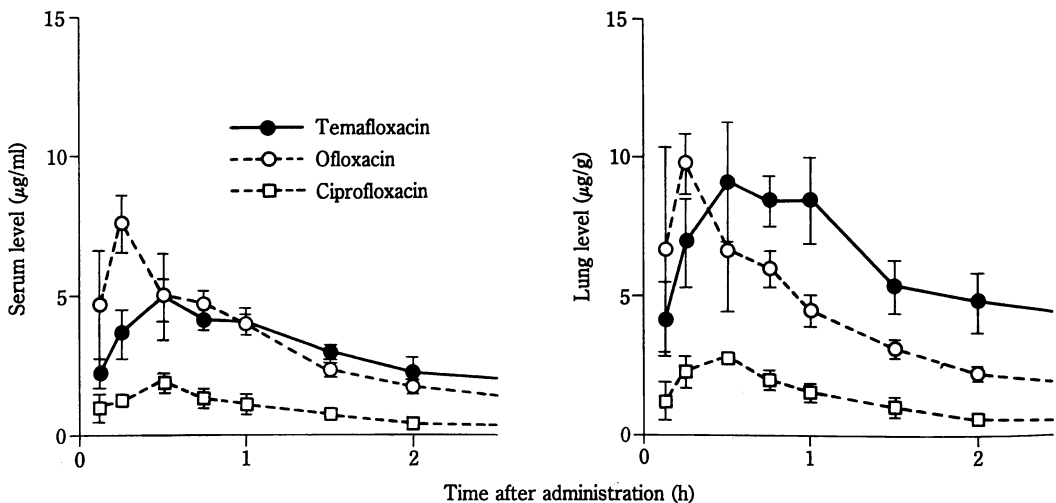 15
10
5
0
Serum level (μg/ml)
Temafloxacin
Ofloxacin
Ciprofloxacin
0 1 2
15
10
5
0
Lung level (μg/g)
0 1 2
Time after administration (h)